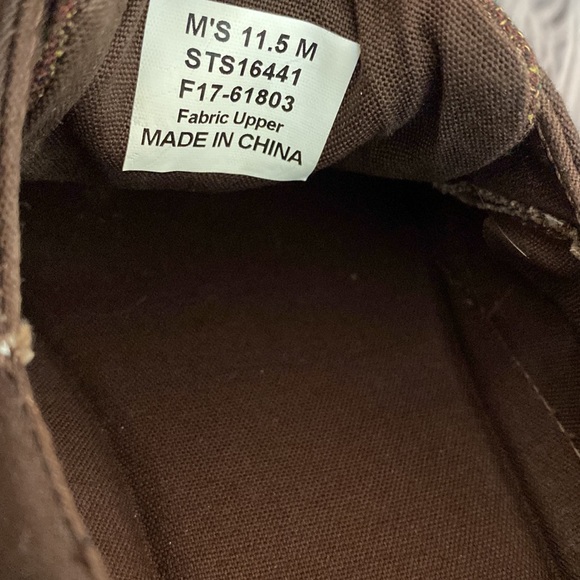 M'S 11.5 M
STS16441
F17-61803
Fabric Upper
MADE IN CHINA